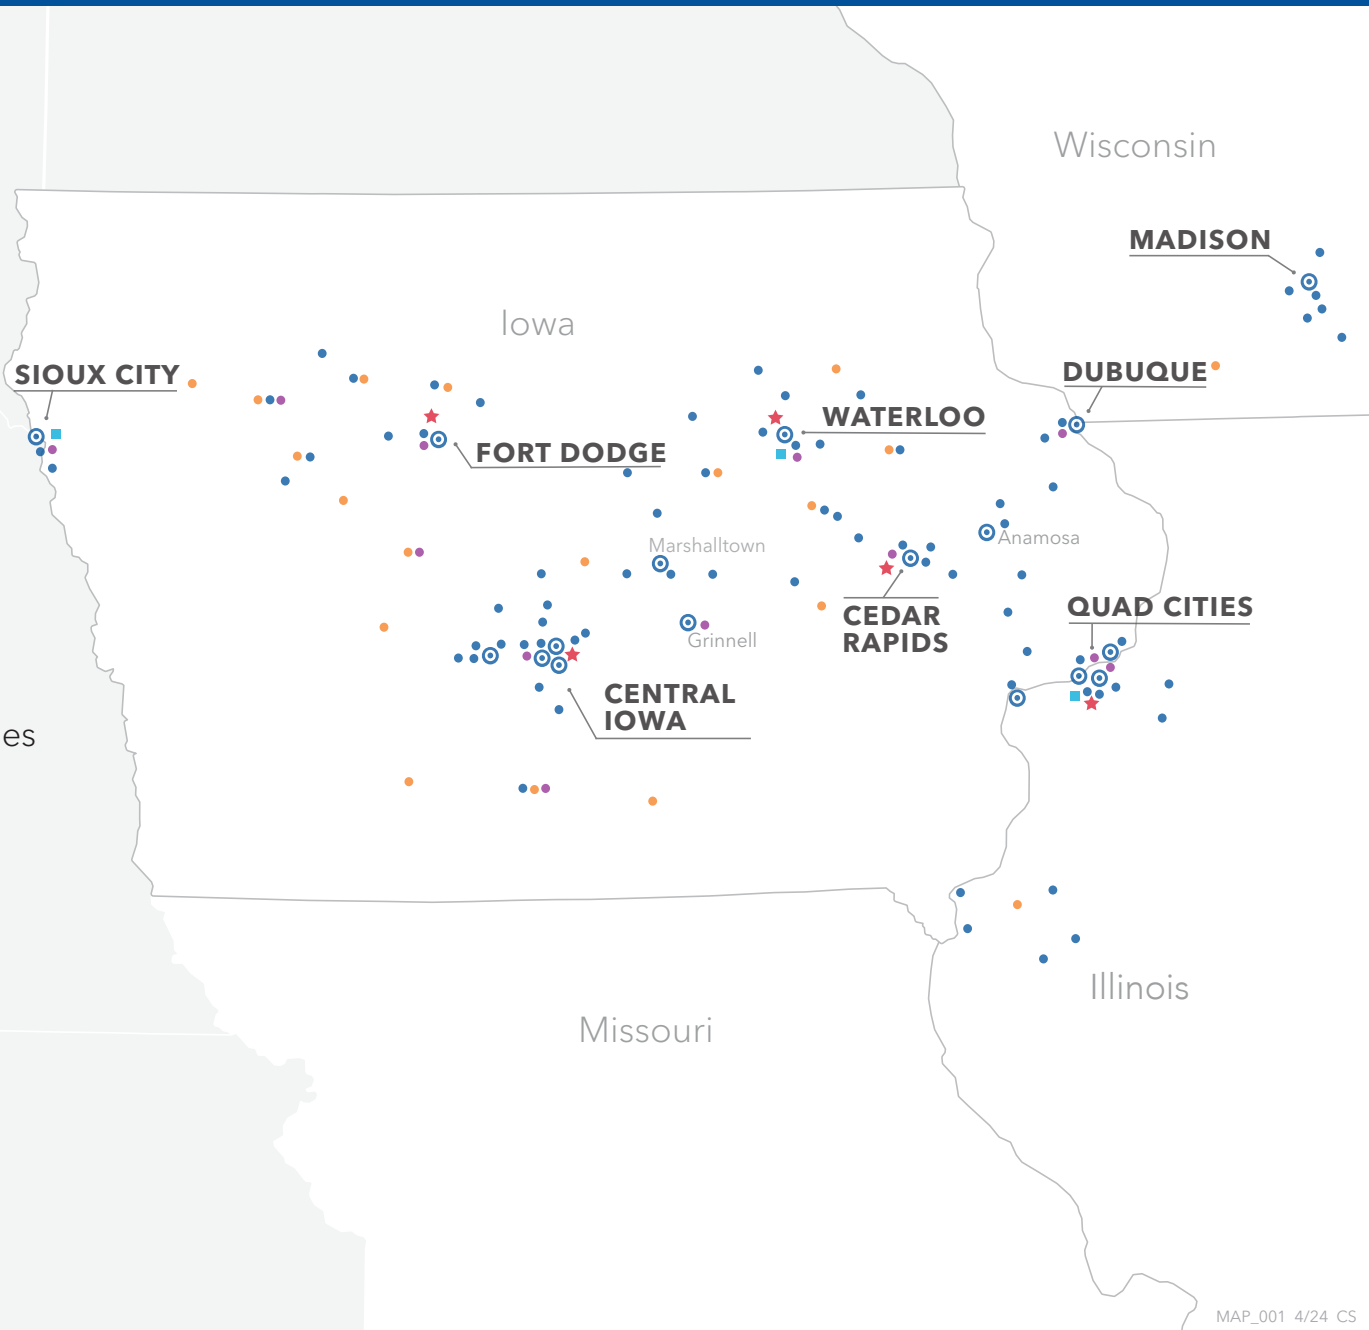 Wisconsin
MADISON
Iowa
SIOUX CITY
DUBUQUE
WATERLOO
FORT DODGE
Marshalltown
Anamosa
CEDAR
RAPIDS
QUAD CITIES
Grinnell
CENTRAL
IOWA
es
Illinois
Missouri
MAP_001 4/24 CS